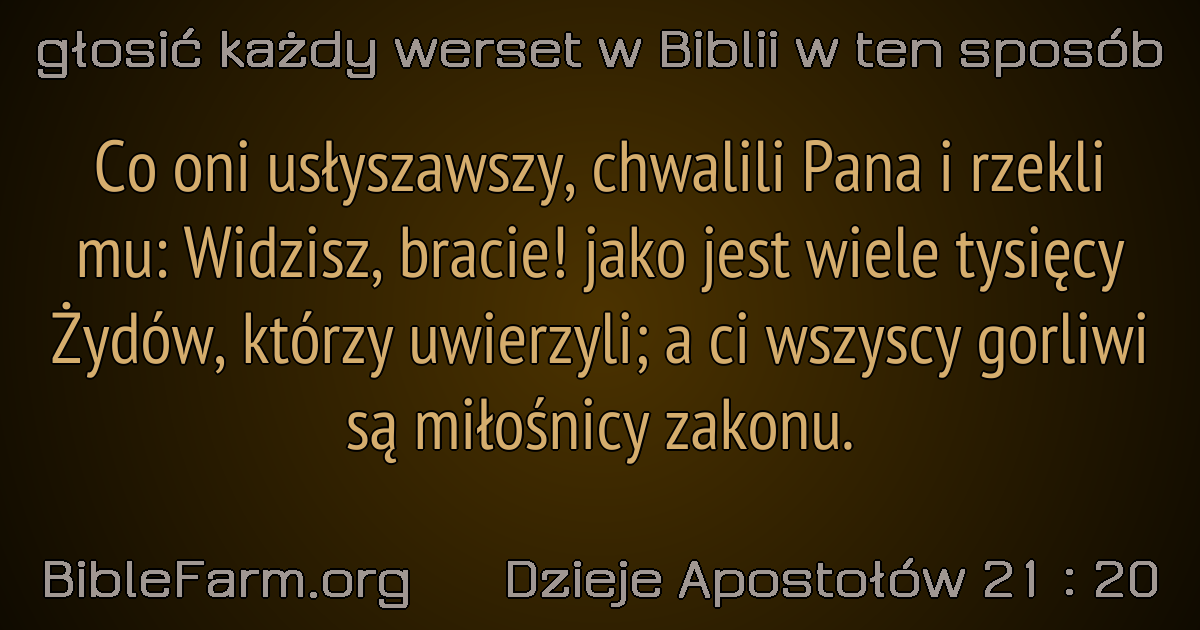 głosić każdy werset w Biblii w ten sposób
Co oni usłyszawszy, chwalili Pana i rzekli
mu: Widzisz, bracie! jako jest wiele tysięcy
Żydów, którzy uwierzyli; a ci wszyscy gorliwi
są miłośnicy zakonu.
BibleFarm.org Dzieje Apostołów 21 : 20